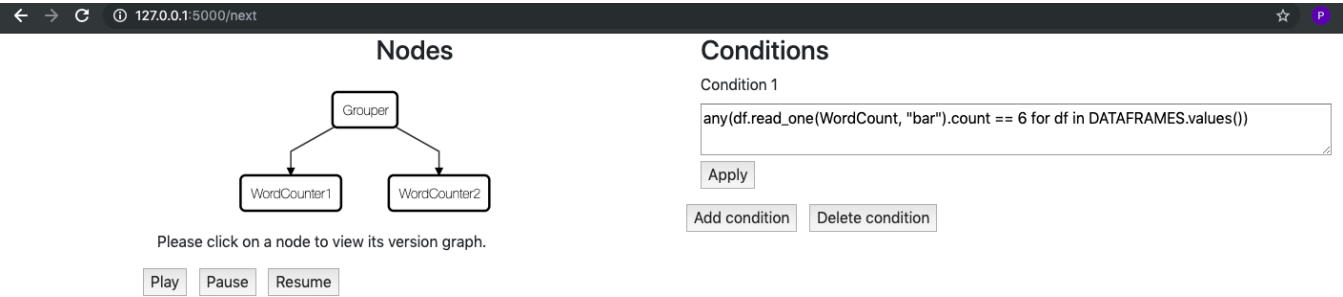 127.0.0.1:5000/next
P
Nodes
Grouper
WordCounter1
WordCounter2
Please click on a node to view its version graph.
Play
Pause
Resume
Conditions
Condition 1
any(df.read_one(WordCount, "bar").count == 6 for df in DATAFRAMES.values())
Apply
Add condition
Delete condition